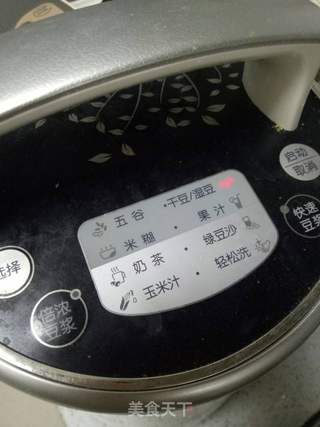 启动
取消
五谷 · 干豆/湿豆
米糊 · 果汁
奶茶 · 绿豆沙
玉米汁 · 轻松洗
快速
豆浆
选择
倍浓
豆浆
美食天下